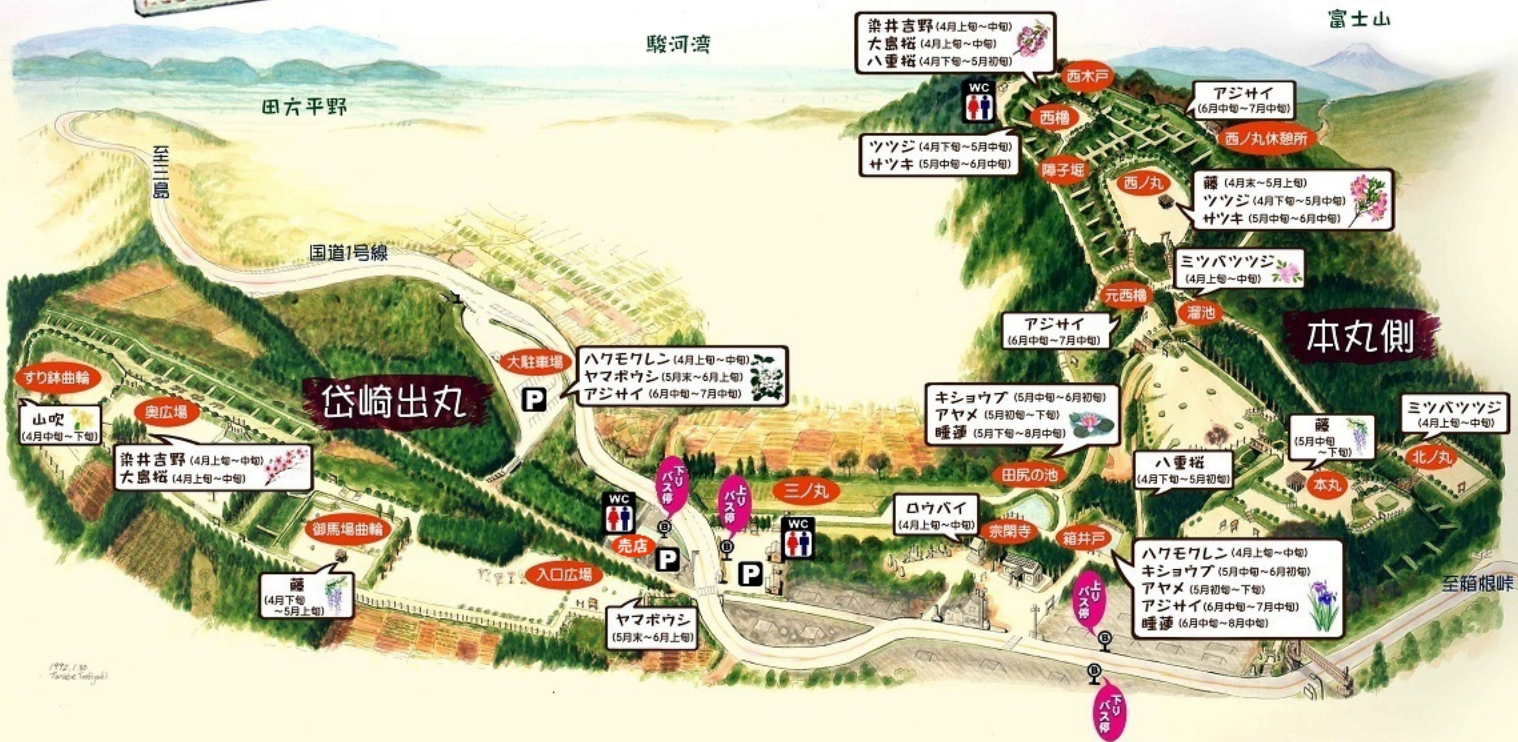 富士山
駿河湾
田方平野
染井吉野(4月上旬~中旬)
大島桜(4月上旬~中旬)
八重桜(4月下旬~5月初旬)
西木戸
WC
アジサイ
(6月中旬~7月中旬)
西櫓
西ノ丸休憩所
ツツジ(4月下旬~5月中旬)
サツキ(5月中旬~6月中旬)
障子堀
西ノ丸
藤(4月末~5月上旬)
ツツジ(4月下旬~5月中旬)
サツキ(5月中旬~6月中旬)
至三島
国道1号線
ミツバツツジ
(4月上旬~中旬)
元西櫓
溜池
アジサイ
(6月中旬~7月中旬)
本丸側
大駐車場
P
ハクモクレン(4月上旬~中旬)
ヤマボウシ(5月末~6月上旬)
アジサイ(6月中旬~7月中旬)
すり鉢曲輪
岱崎出丸
山吹
(4月中旬~下旬)
奥広場
染井吉野(4月上旬~中旬)
大島桜(4月上旬~中旬)
キショウブ(5月中旬~6月初旬)
アヤメ(5月初旬~下旬)
睡蓮(5月下旬~8月中旬)
田尻の池
八重桜
(4月下旬~5月初旬)
藤
(5月中旬
~下旬)
本丸
ミツバツツジ
(4月上旬~中旬)
北ノ丸
下り
バス停
上り
バス停
三ノ丸
WC
B
売店
P
B
WC
P
ロウバイ
(4月上旬~中旬)
宗閑寺
箱井戸
ハクモクレン(4月上旬~中旬)
キショウブ(5月中旬~6月初旬)
アヤメ(5月初旬~下旬)
アジサイ(6月中旬~7月中旬)
睡蓮(6月中旬~8月中旬)
至箱根峠
御馬場曲輪
入口広場
藤
(4月下旬
~5月上旬)
ヤマボウシ
(5月末~6月上旬)
上り
バス停
B
B
下り
バス停
1992.1.30